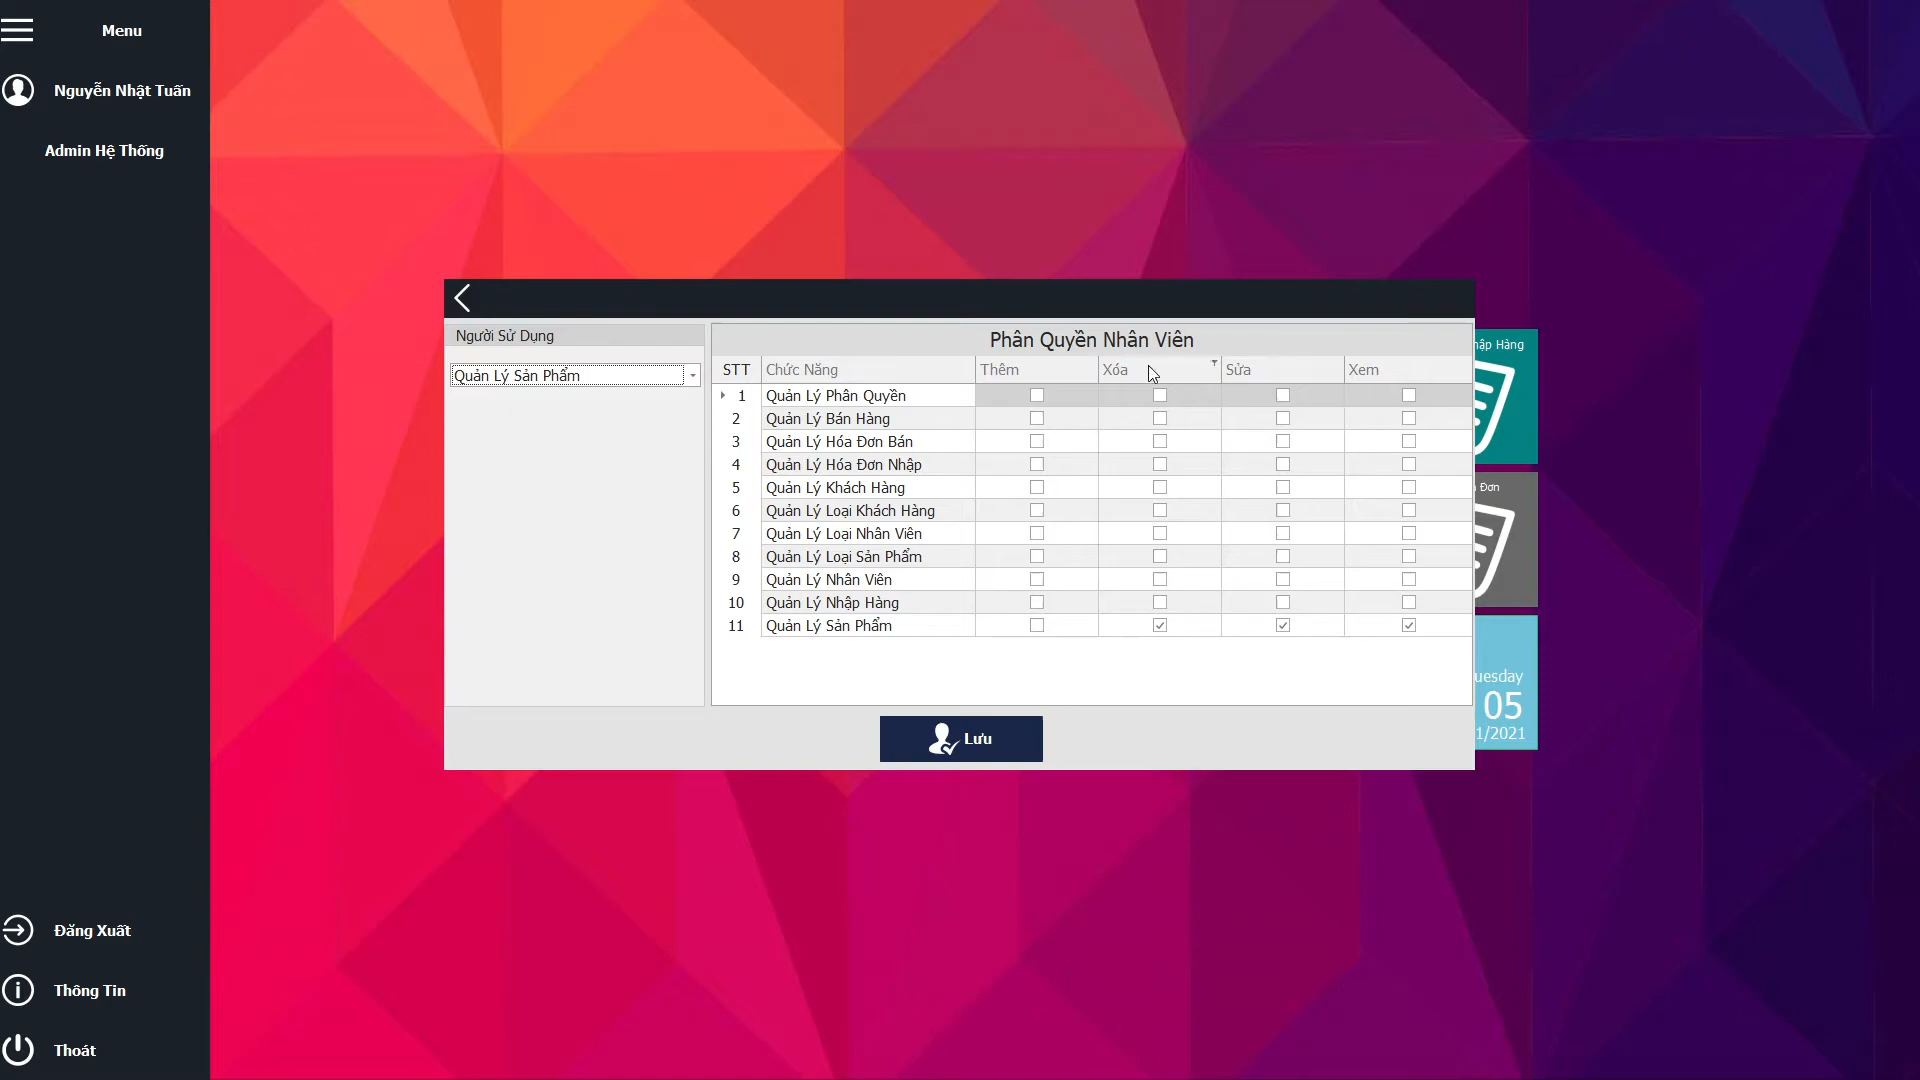 Menu
Nguyễn Nhật Tuấn
Admin Hệ Thống
Đăng Xuất
Thông Tin
Thoát
Người Sử Dụng
Quản Lý Sản Phẩm
Phân Quyền Nhân Viên
STT Chức Năng Thêm Xóa Sửa Xem
1 Quản Lý Phân Quyền
2 Quản Lý Bán Hàng
3 Quản Lý Hóa Đơn Bán
4 Quản Lý Hóa Đơn Nhập
5 Quản Lý Khách Hàng
6 Quản Lý Loại Khách Hàng
7 Quản Lý Loại Nhân Viên
8 Quản Lý Loại Sản Phẩm
9 Quản Lý Nhân Viên
10 Quản Lý Nhập Hàng
11 Quản Lý Sản Phẩm
Lưu
Hàng
Đơn
uesday
05
1/2021